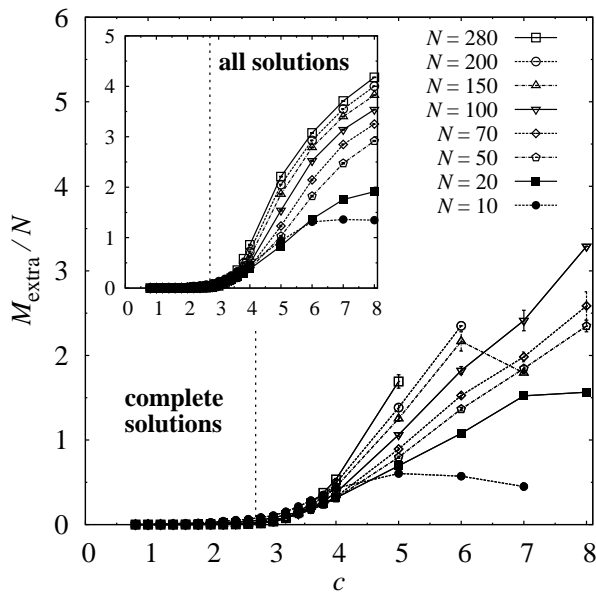 6
5
4
3
2
1
0
M_extra / N
0 1 2 3 4 5 6 7 8
c
complete
solutions
all solutions
5
4
3
2
1
0
0 1 2 3 4 5 6 7 8
N = 280
N = 200
N = 150
N = 100
N = 70
N = 50
N = 20
N = 10